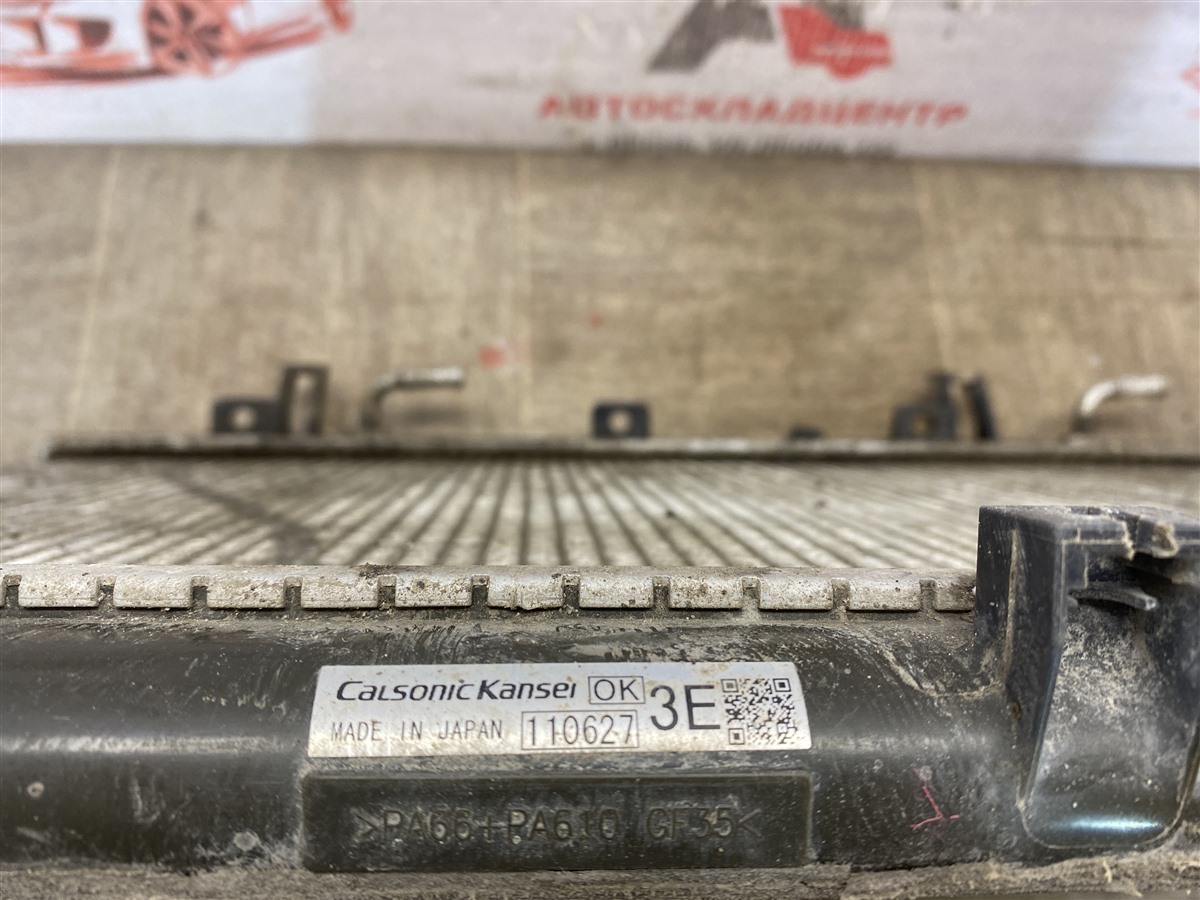 АВТОСКЛАДЦЕНТР
CalsonicKansei OK 3E
MADE IN JAPAN 110627
>PA66+PA610 GF35<